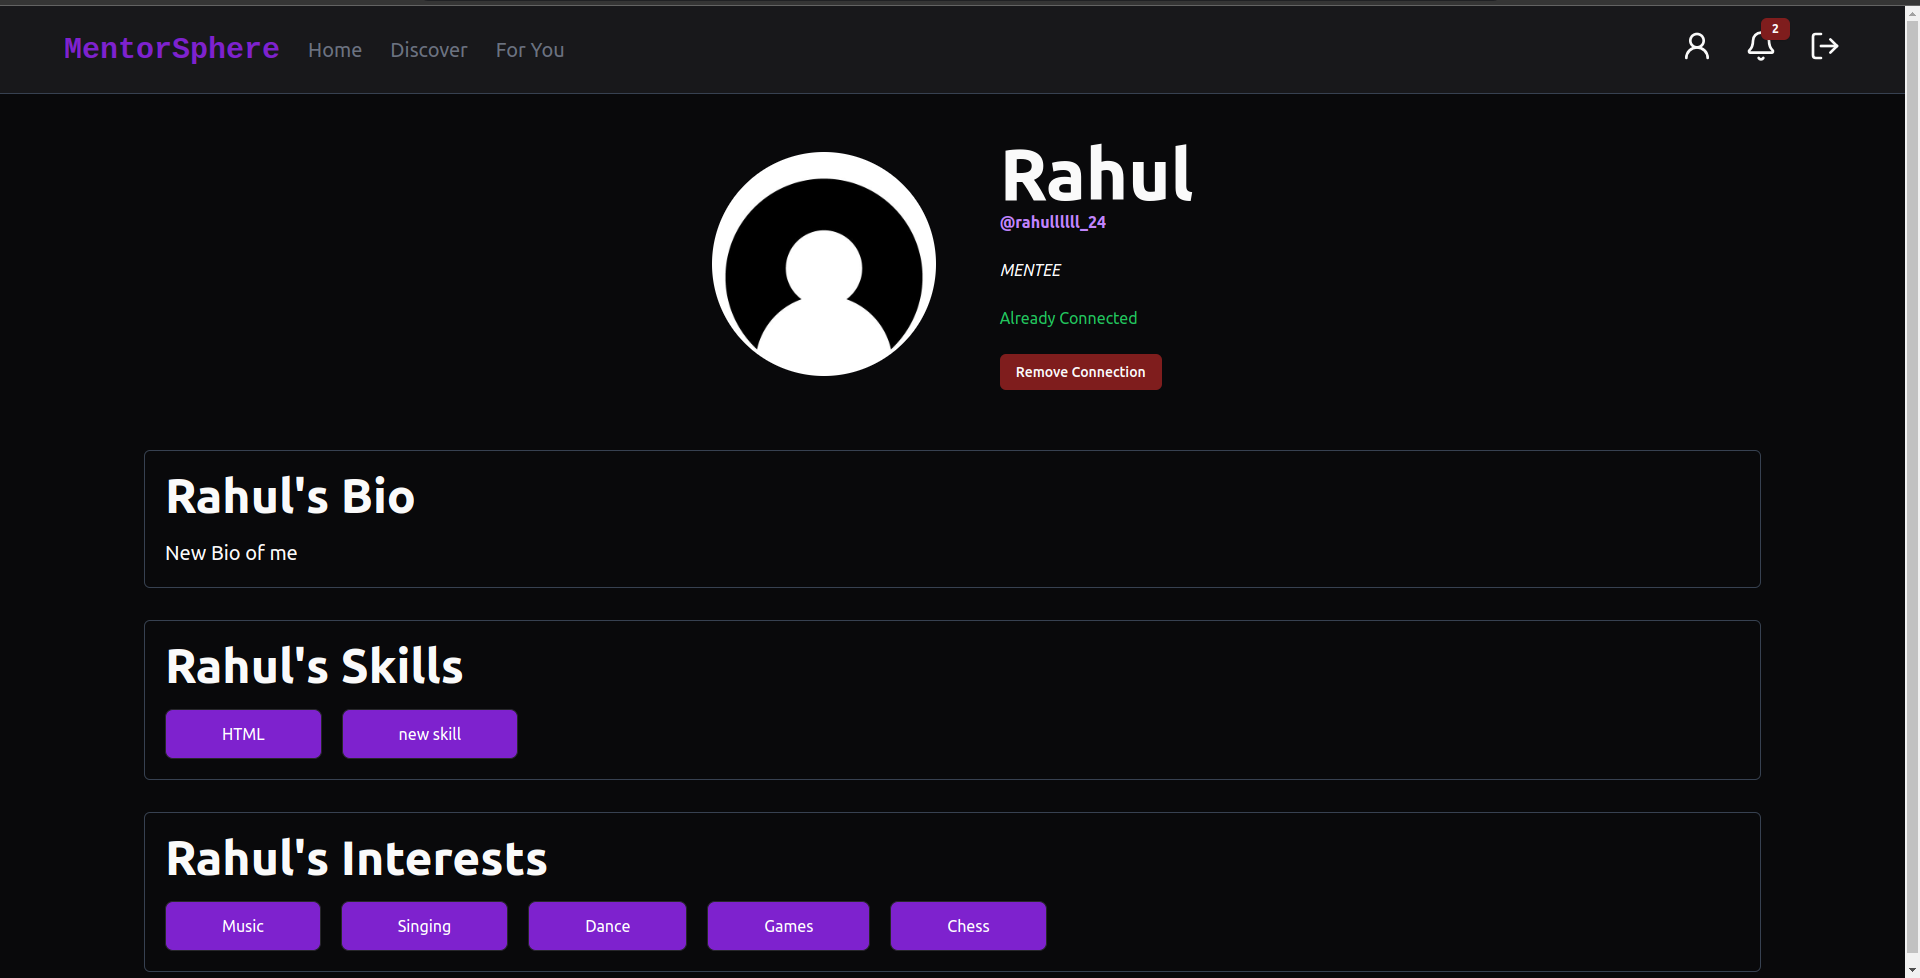 MentorSphere Home Discover For You 2
Rahul
@rahullllll_24
MENTEE
Already Connected
Remove Connection
Rahul's Bio
New Bio of me
Rahul's Skills
HTML new skill
Rahul's Interests
Music Singing Dance Games Chess